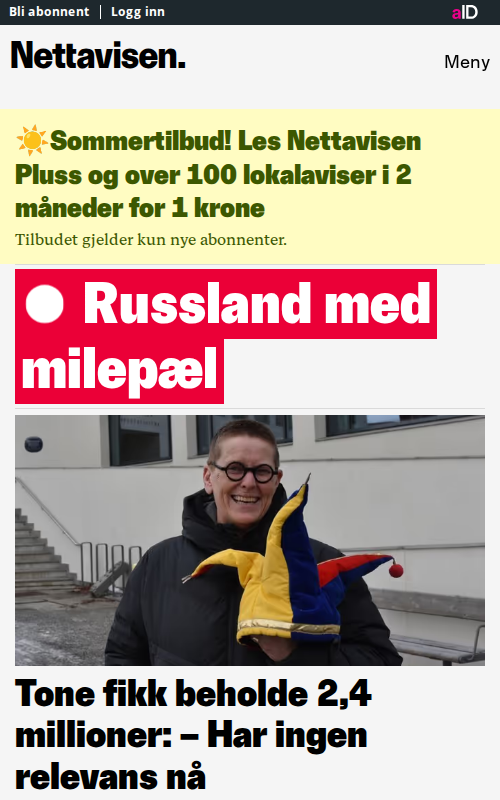 Bli abonnent | Logg inn
aID
Nettavisen.
Meny
☀️Sommertilbud! Les Nettavisen
Pluss og over 100 lokalaviser i 2
måneder for 1 krone
Tilbudet gjelder kun nye abonnenter.
Russland med
milepæl
Tone fikk beholde 2,4
millioner: – Har ingen
relevans nå